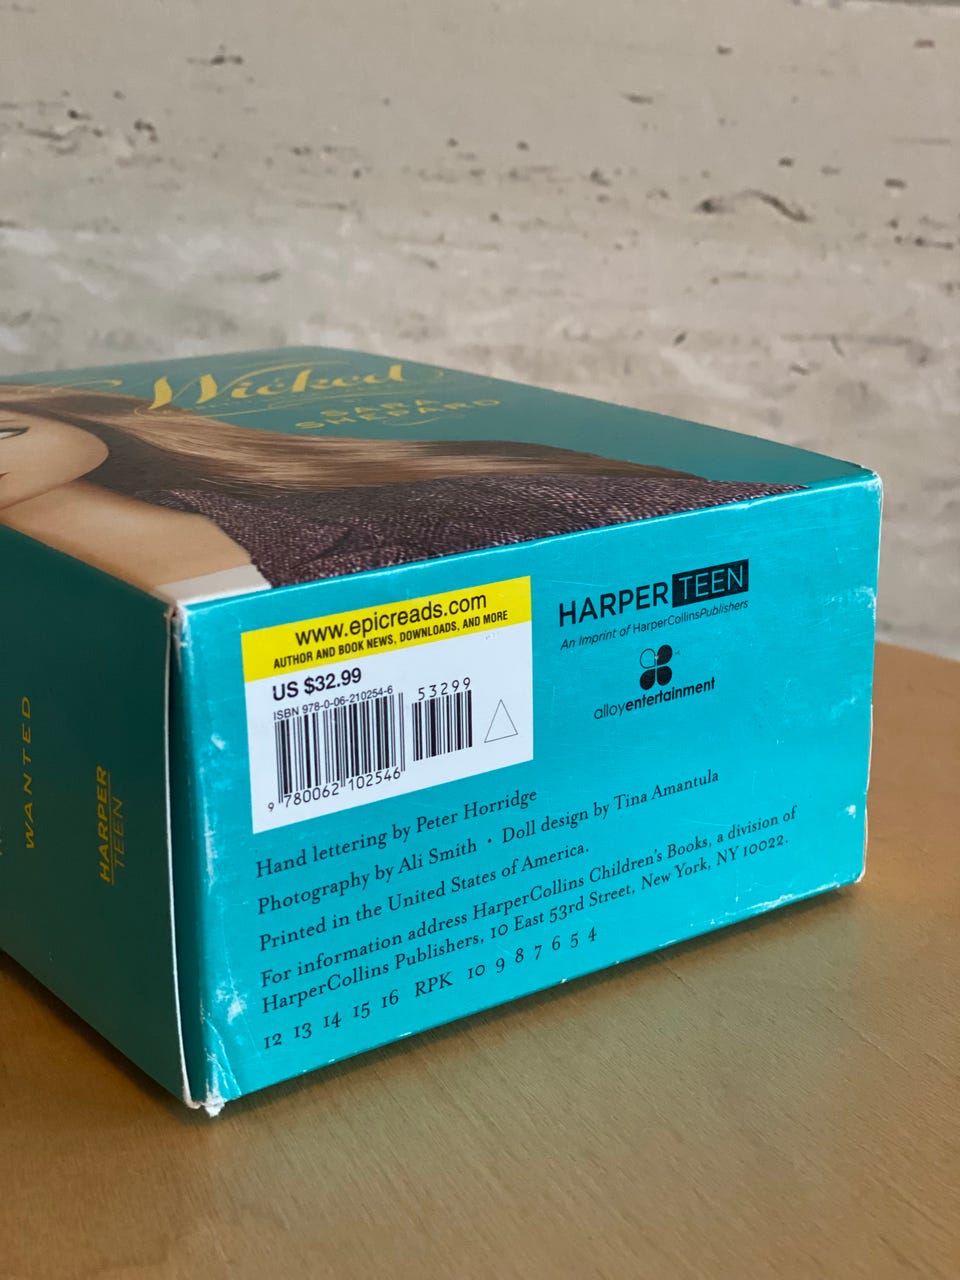 Wicked
SARA
SHEPARD
WANTED
HARPER
TEEN
www.epicreads.com
AUTHOR AND BOOK NEWS, DOWNLOADS, AND MORE
US $32.99
ISBN 978-0-06-210254-6
53299
9 780062 102546
HARPER TEEN
An Imprint of HarperCollinsPublishers
alloyentertainment
Hand lettering by Peter Horridge
Photography by Ali Smith • Doll design by Tina Amantula
Printed in the United States of America.
For information address HarperCollins Children's Books, a division of
HarperCollins Publishers, 10 East 53rd Street, New York, NY 10022.
12 13 14 15 16 RPK 10 9 8 7 6 5 4